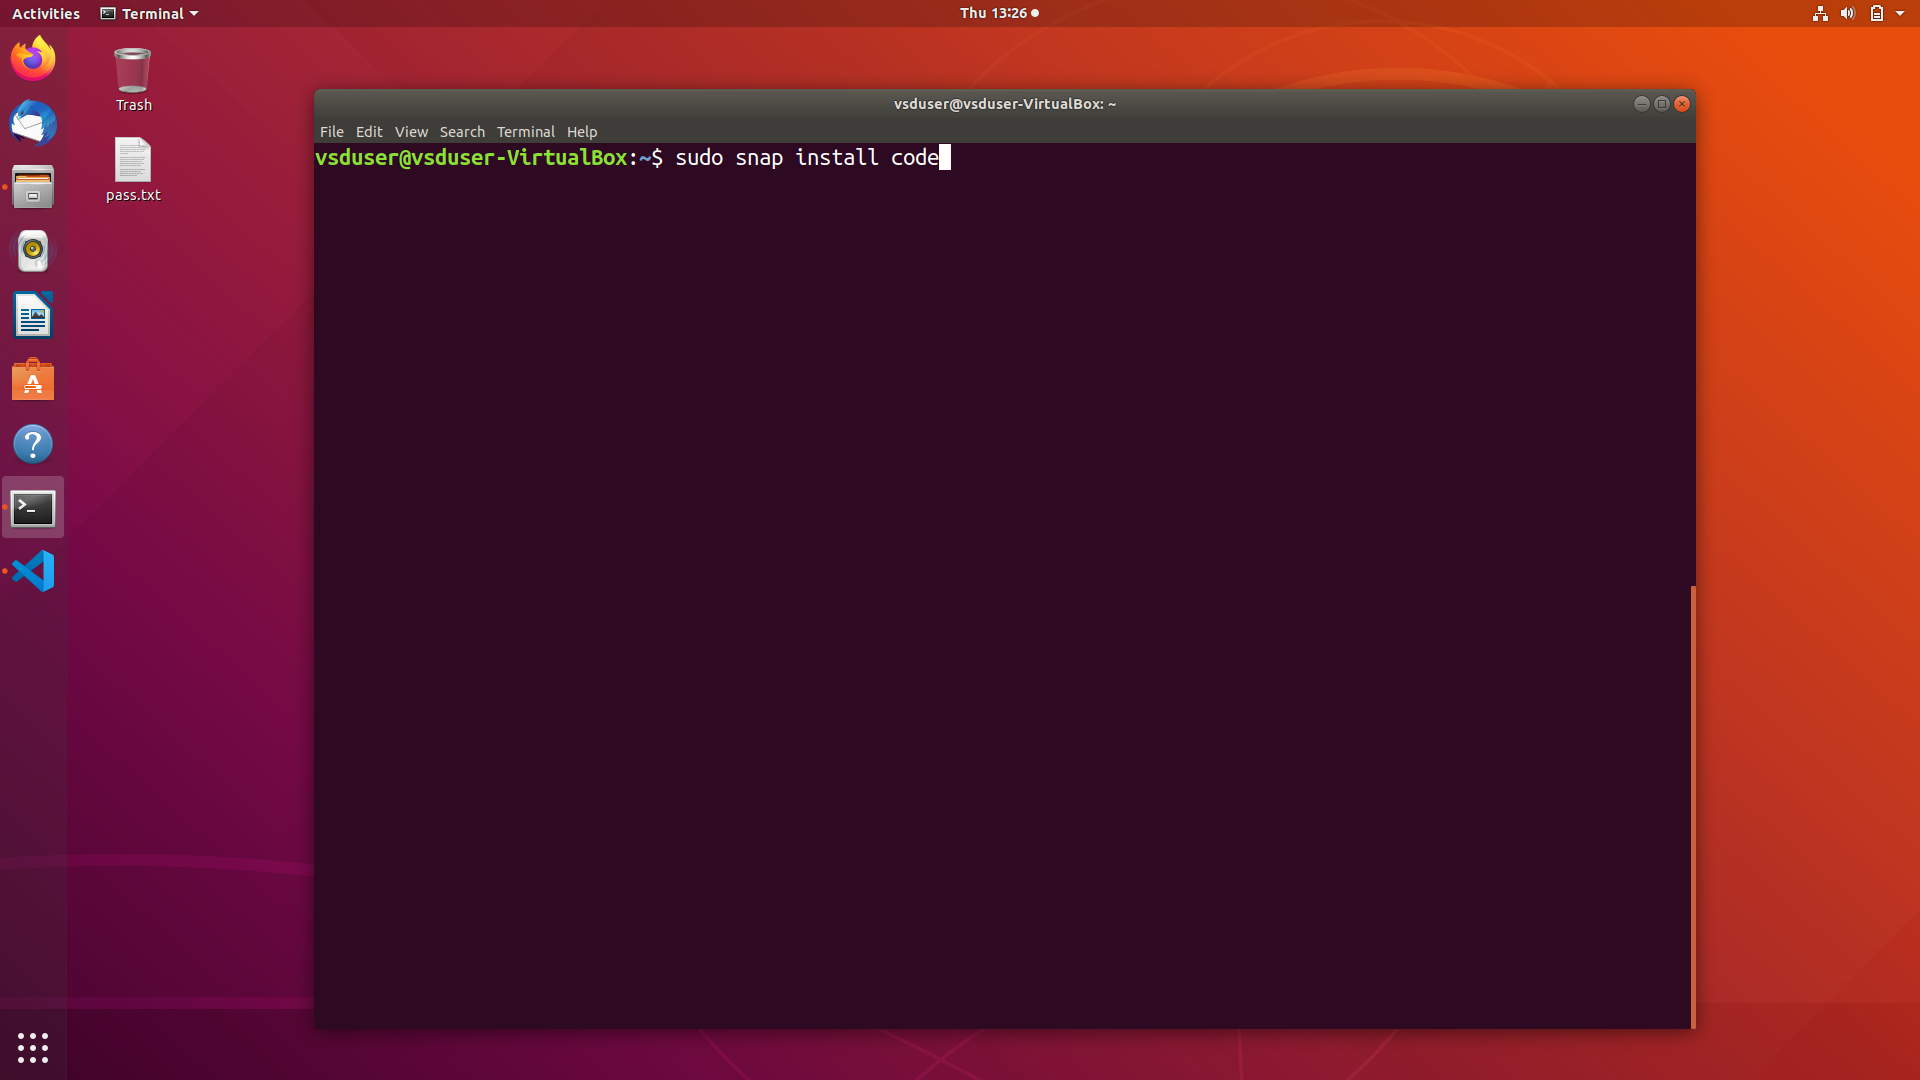 Activities Terminal Thu 13:26
Trash
pass.txt
vsduser@vsduser-VirtualBox: ~
File Edit View Search Terminal Help
vsduser@vsduser-VirtualBox:~$ sudo snap install code